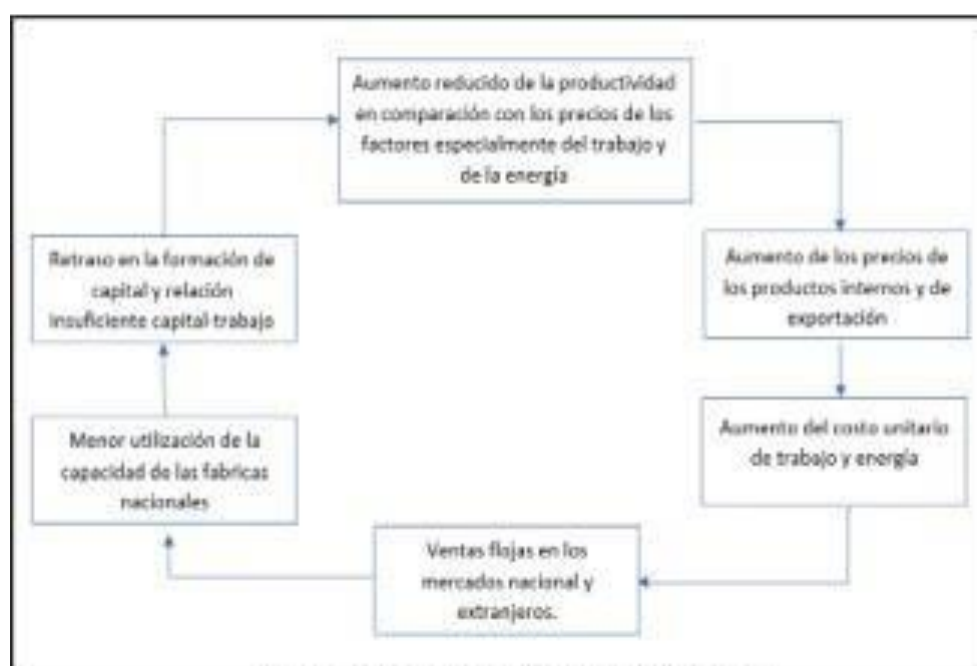 Aumento reducido de la productividad
en comparación con los precios de los
factores especialmente del trabajo y
de la energía
Aumento de los precios de
los productos internos y de
exportación
Aumento del costo unitario
de trabajo y energía
Ventas flojas en los
mercados nacional y
extranjeros.
Menor utilización de la
capacidad de las fabricas
nacionales
Retraso en la formación de
capital y relación
insuficiente capital-trabajo